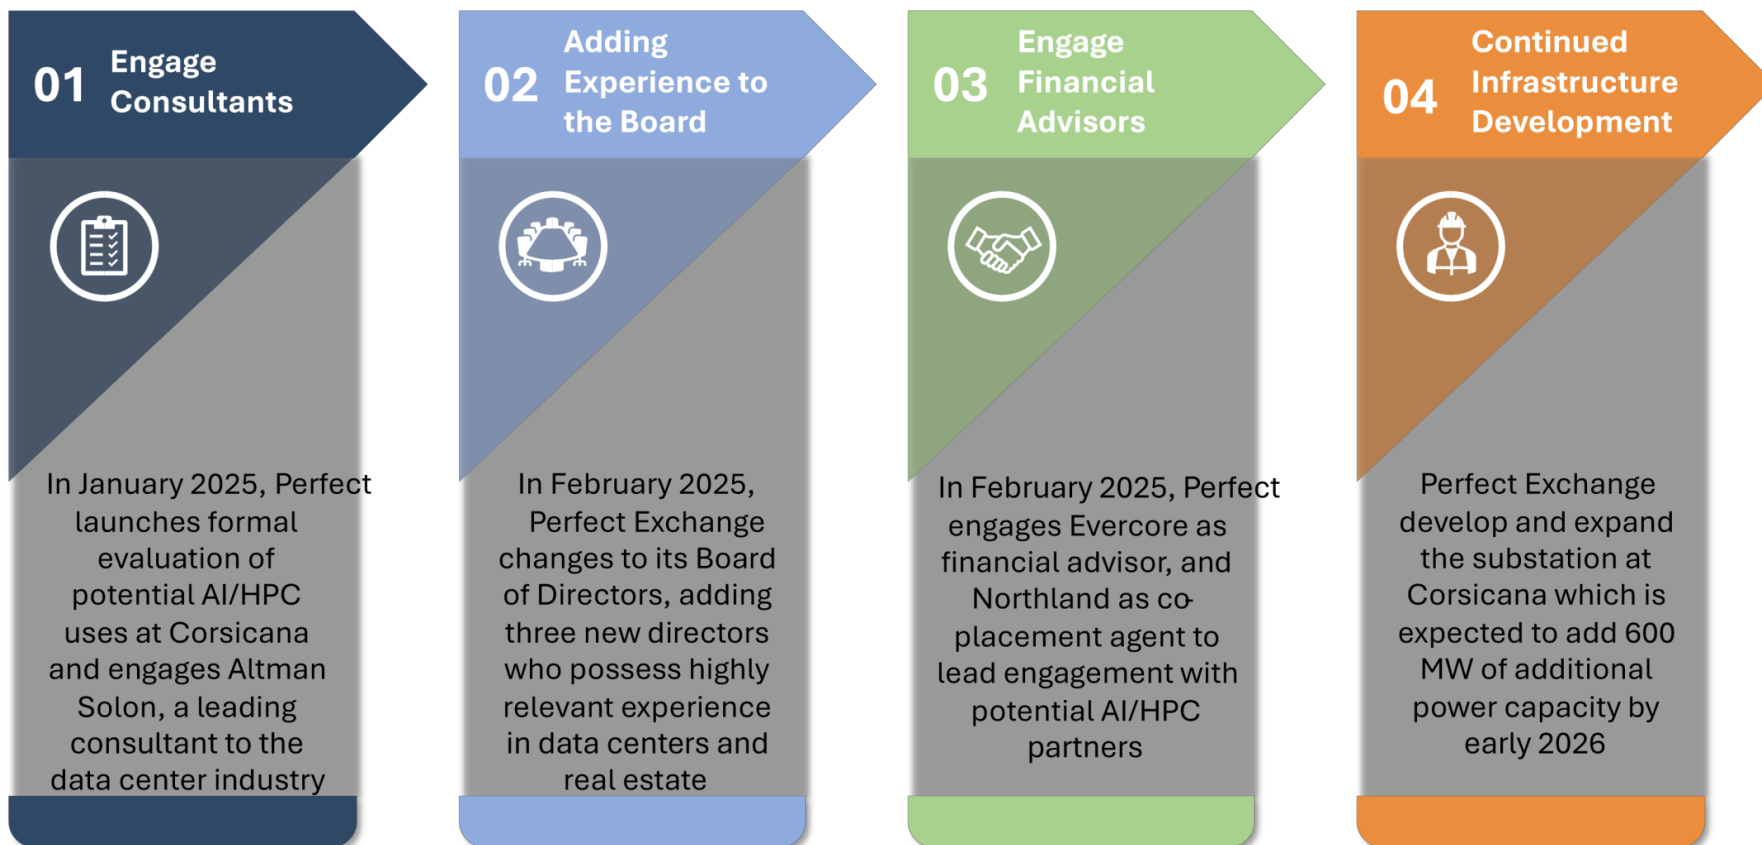 01
Engage
Consultants
In January 2025, Perfect
launches formal
evaluation of
potential AI/HPC
uses at Corsicana
and engages Altman
Solon, a leading
consultant to the
data center industry
02
Adding
Experience to
the Board
In February 2025,
Perfect Exchange
changes to its Board
of Directors, adding
three new directors
who possess highly
relevant experience
in data centers and
real estate
03
Engage
Financial
Advisors
In February 2025, Perfect
engages Evercore as
financial advisor, and
Northland as co-
placement agent to
lead engagement with
potential AI/HPC
partners
04
Continued
Infrastructure
Development
Perfect Exchange
develop and expand
the substation at
Corsicana which is
expected to add 600
MW of additional
power capacity by
early 2026